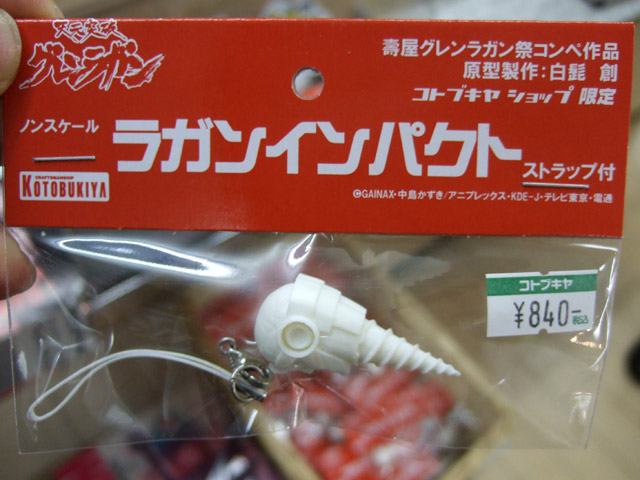 天元突破
グレンラガン
壽屋グレンラガン祭コンペ作品
原型製作：白髭 創
コトブキヤ ショップ 限定
ノンスケール
ラガンインパクト
ストラップ付
CRAFTSMANSHIP
KOTOBUKIYA
©GAINAX・中島かずき/アニプレックス・KDE-J・テレビ東京・電通
コトブキヤ
¥840-税込